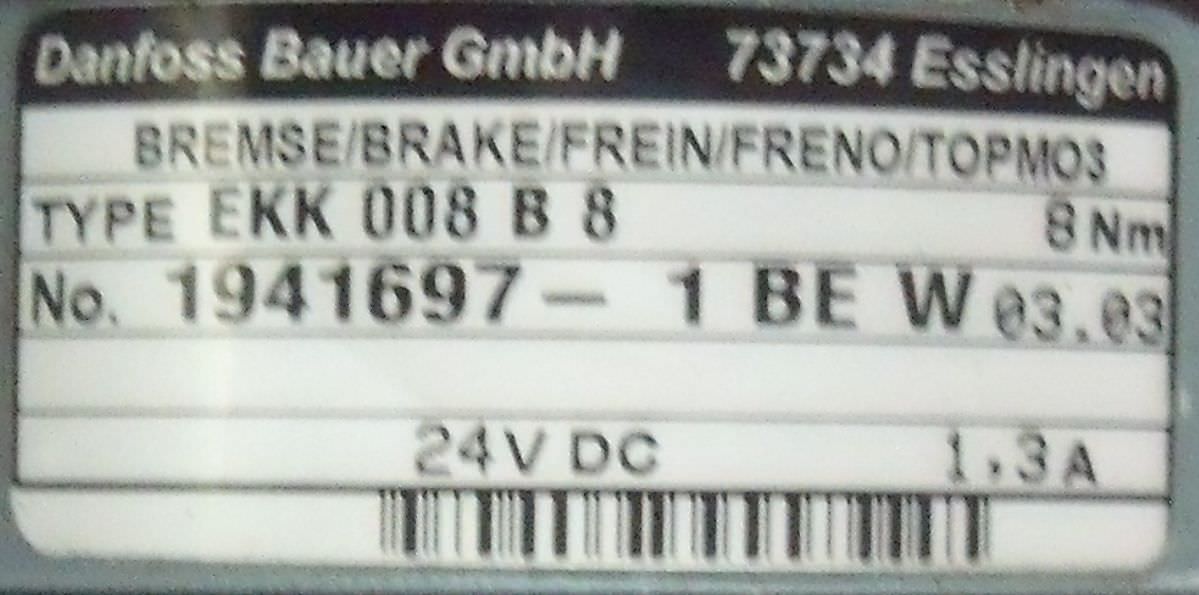 Danfoss Bauer GmbH 73734 Esslingen
BREMSE/BRAKE/FREIN/FRENO/TOPMO3
TYPE EKK 008 B 8 8 Nm
No. 1941697- 1 BE W 03.03
24V DC 1.3 A